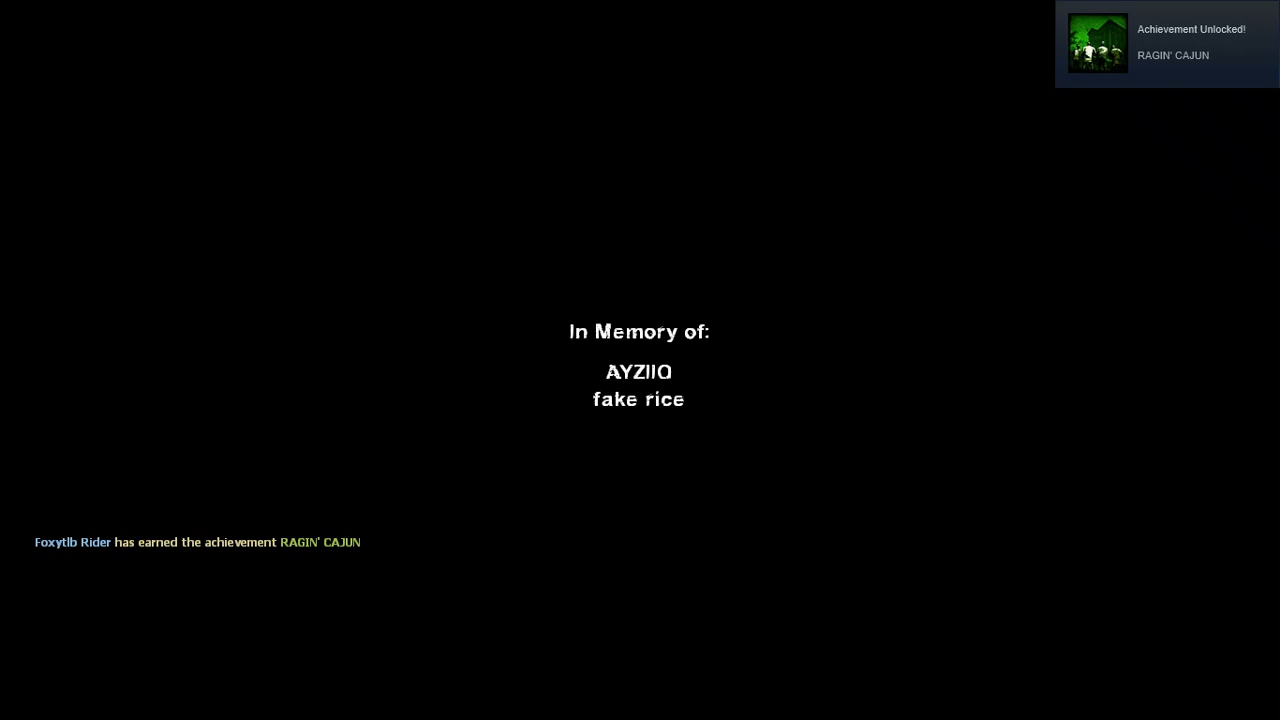 Achievement Unlocked!
RAGIN' CAJUN
In Memory of:
AYZIIO
fake rice
Foxytlb Rider has earned the achievement RAGIN' CAJUN